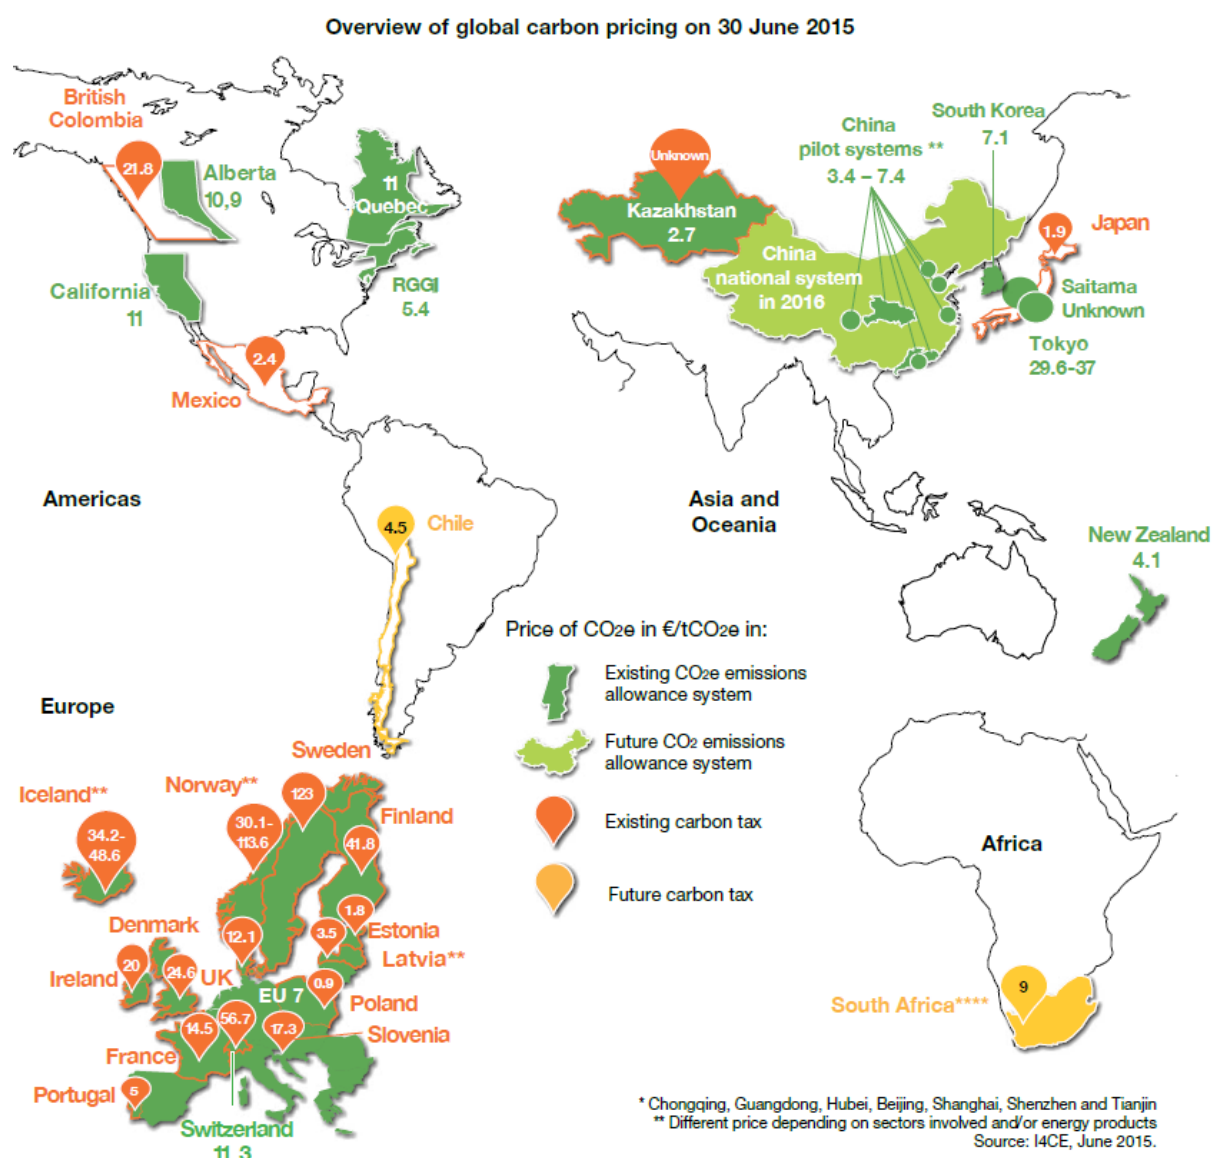 Overview of global carbon pricing on 30 June 2015
British
Colombia
21.8
Alberta
10,9
11
Quebec
California
11
RGGI
5.4
2.4
Mexico
Americas
4.5
Chile
Unknown
Kazakhstan
2.7
China
pilot systems **
3.4 – 7.4
South Korea
7.1
China
national system
in 2016
1.9
Japan
Saitama
Unknown
Tokyo
29.6-37
Asia and
Oceania
New Zealand
4.1
Price of CO2e in €/tCO2e in:
Existing CO2e emissions
allowance system
Future CO2 emissions
allowance system
Existing carbon tax
Future carbon tax
Europe
Sweden
123
Norway**
30.1-
113.6
Iceland**
34.2-
48.6
Finland
41.8
1.8
Estonia
3.5
Latvia**
Denmark
12.1
Ireland
20
24.6
UK
EU 7
0.9
Poland
14.5
56.7
17.3
Slovenia
France
Portugal
5
Switzerland
11.3
Africa
9
South Africa****
* Chongqing, Guangdong, Hubei, Beijing, Shanghai, Shenzhen and Tianjin
** Different price depending on sectors involved and/or energy products
Source: I4CE, June 2015.